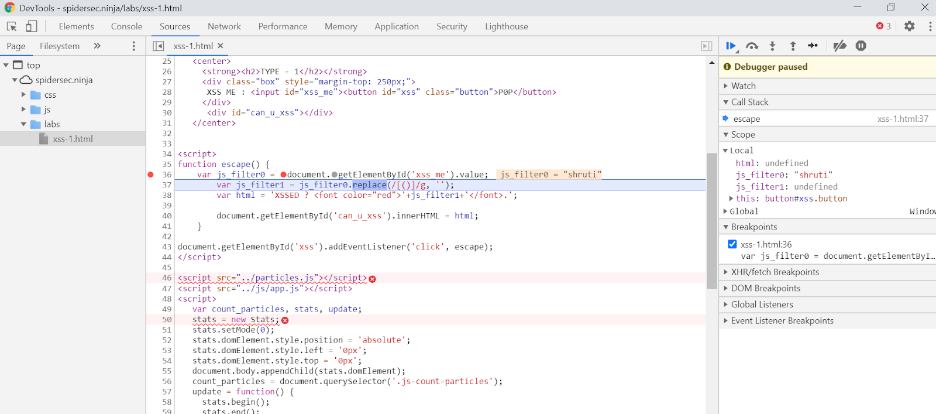 DevTools - spidersec.ninja/labs/xss-1.html
Elements Console Sources Network Performance Memory Application Security Lighthouse 3
Page Filesystem »
xss-1.html ×
top
spidersec.ninja
css
js
labs
xss-1.html
25 <center>
26 <strong><h2>TYPE - 1</h2></strong>
27 <div class="box" style="margin-top: 250px;">
28 XSS ME : <input id="xss_me"><button id="xss" class="button">P0P</button>
29 </div>
30 <div id="can_u_xss"></div>
31 </center>
32
33
34 <script>
35 function escape() {
36 var js_filter0 = document.getElementById('xss_me').value; js_filter0 = "shruti"
37 var js_filter1 = js_filter0.replace(/[()]/g, '');
38 var html = 'XSSED ? <font color="red">'+js_filter1+'</font>.';
39
40 document.getElementById('can_u_xss').innerHTML = html;
41 }
42
43 document.getElementById('xss').addEventListener('click', escape);
44 </script>
45
46 <script src="../particles.js"></script>
47 <script src="../js/app.js"></script>
48 <script>
49 var count_particles, stats, update;
50 stats = new Stats;
51 stats.setMode(0);
52 stats.domElement.style.position = 'absolute';
53 stats.domElement.style.left = '0px';
54 stats.domElement.style.top = '0px';
55 document.body.appendChild(stats.domElement);
56 count_particles = document.querySelector('.js-count-particles');
57 update = function() {
58 stats.begin();
59 stats.end();
Debugger paused
Watch
Call Stack
escape xss-1.html:37
Scope
Local
html: undefined
js_filter0: "shruti"
js_filter1: undefined
this: button#xss.button
Global Window
Breakpoints
xss-1.html:36
var js_filter0 = document.getElementByI…
XHR/fetch Breakpoints
DOM Breakpoints
Global Listeners
Event Listener Breakpoints